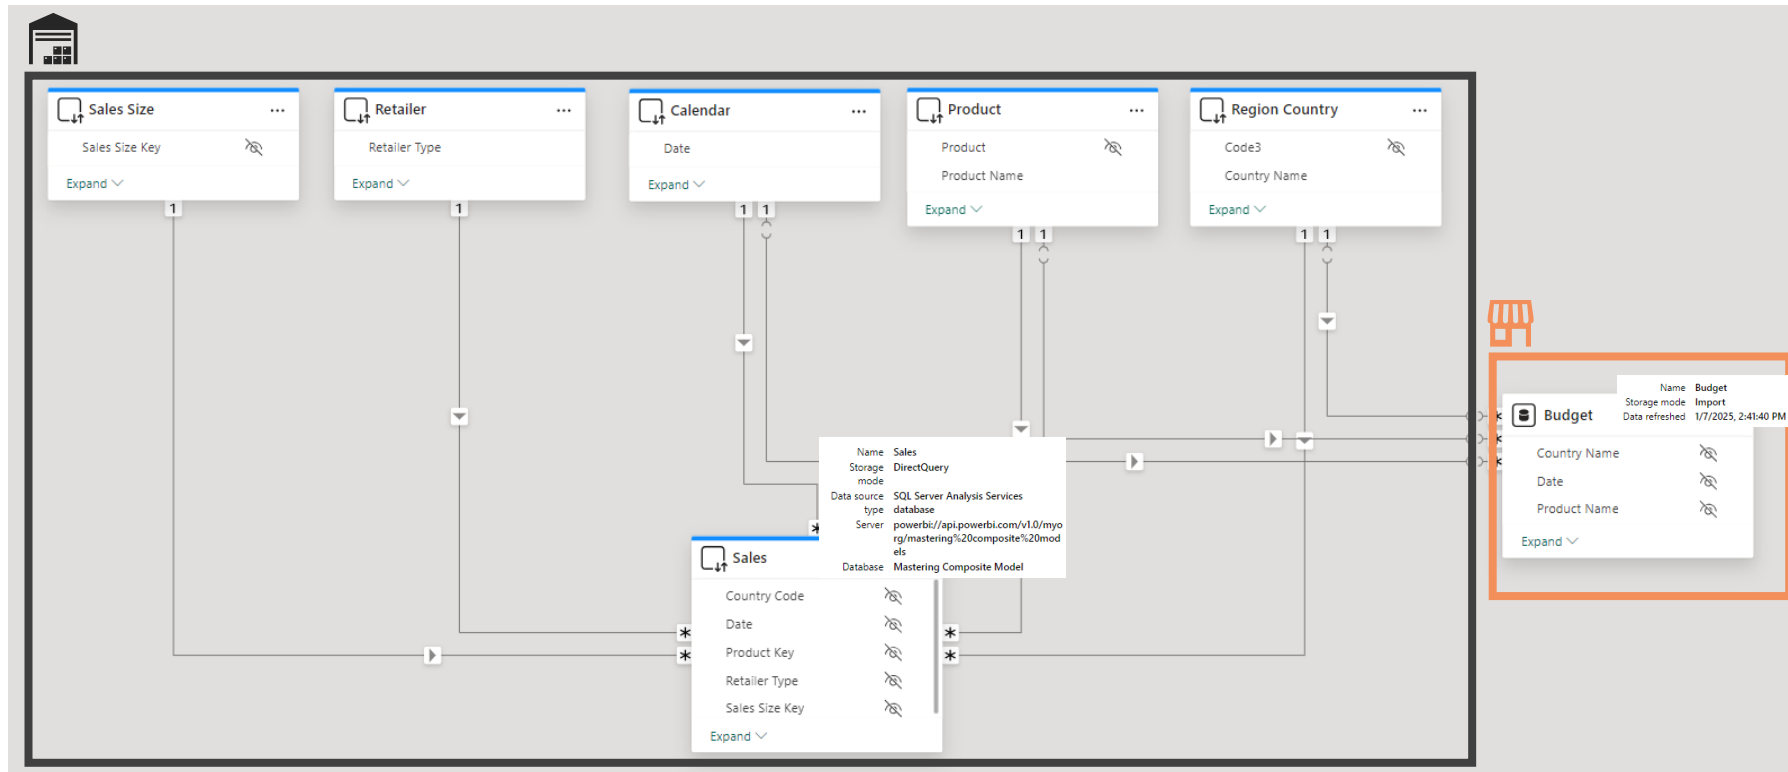 Sales Size
Sales Size Key
Expand
1
Retailer
Retailer Type
Expand
1
Calendar
Date
Expand
1 1
Product
Product
Product Name
Expand
1 1
Region Country
Code3
Country Name
Expand
1 1
Name Sales
Storage DirectQuery
mode
Data source SQL Server Analysis Services
type database
Server powerbi://api.powerbi.com/v1.0/myo
rg/mastering%20composite%20mod
els
Database Mastering Composite Model
*
Sales
Country Code
Date
Product Key
Retailer Type
Sales Size Key
Expand
* *
* *
Name Budget
Storage mode Import
Data refreshed 1/7/2025, 2:41:40 PM
*
*
*
Budget
Country Name
Date
Product Name
Expand